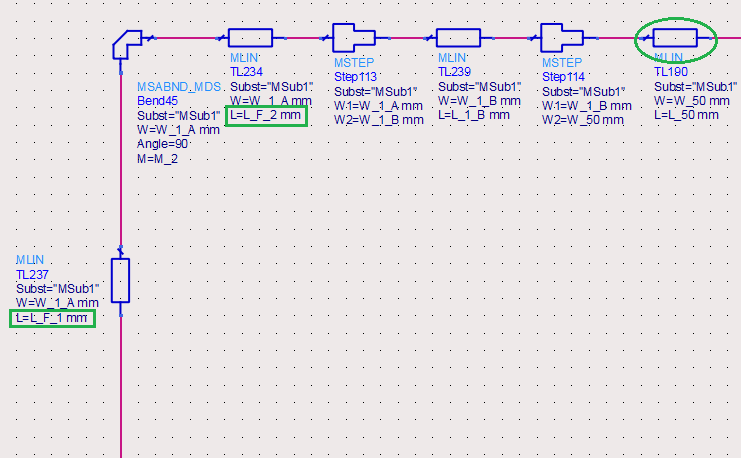 MLIN
TL234
Subst="MSub1"
W=W_1_A mm
L=L_F_2 mm
MSTEP
Step113
Subst="MSub1"
W1=W_1_A mm
W2=W_1_B mm
MLIN
TL239
Subst="MSub1"
W=W_1_B mm
L=L_1_B mm
MSTEP
Step114
Subst="MSub1"
W1=W_1_B mm
W2=W_50 mm
MLIN
TL190
Subst="MSub1"
W=W_50 mm
L=L_50 mm
MSABND_MDS
Bend45
Subst="MSub1"
W=W_1_A mm
Angle=90
M=M_2
MLIN
TL237
Subst="MSub1"
W=W_1_A mm
L=L_F_1 mm